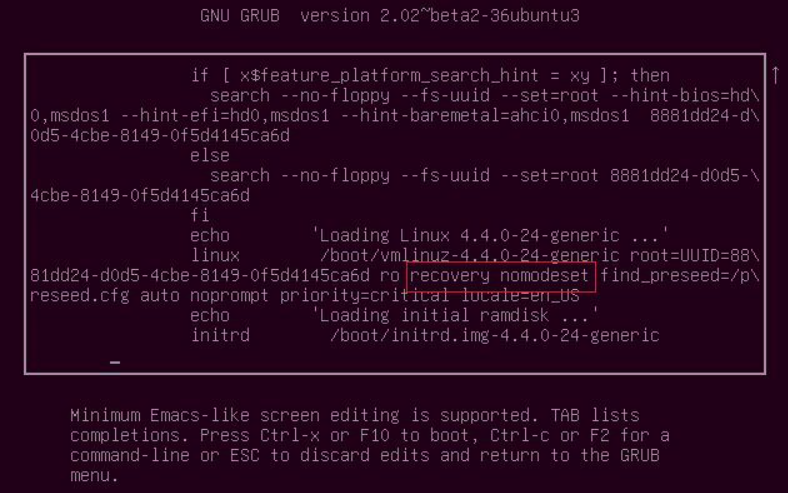 GNU GRUB  version 2.02~beta2-36ubuntu3
if [ x$feature_platform_search_hint = xy ]; then
search --no-floppy --fs-uuid --set=root --hint-bios=hd\
0,msdos1 --hint-efi=hd0,msdos1 --hint-baremetal=ahci0,msdos1  8881dd24-d\
0d5-4cbe-8149-0f5d4145ca6d
else
search --no-floppy --fs-uuid --set=root 8881dd24-d0d5-\
4cbe-8149-0f5d4145ca6d
fi
echo        'Loading Linux 4.4.0-24-generic ...'
linux        /boot/vmlinuz-4.4.0-24-generic root=UUID=88\
81dd24-d0d5-4cbe-8149-0f5d4145ca6d ro recovery nomodeset find_preseed=/p\
reseed.cfg auto noprompt priority=critical locale=en_US
echo        'Loading initial ramdisk ...'
initrd        /boot/initrd.img-4.4.0-24-generic
Minimum Emacs-like screen editing is supported. TAB lists
completions. Press Ctrl-x or F10 to boot, Ctrl-c or F2 for a
command-line or ESC to discard edits and return to the GRUB
menu.